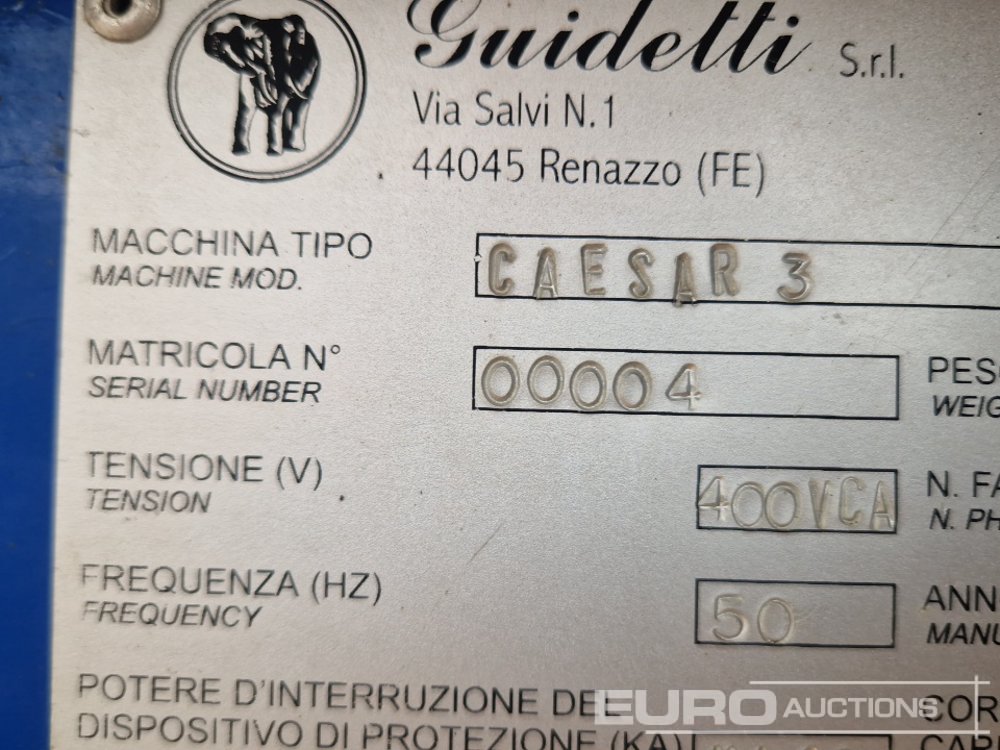 Guidetti S.r.l.
Via Salvi N.1
44045 Renazzo (FE)
MACCHINA TIPO
MACHINE MOD.
CAESAR 3
MATRICOLA N°
SERIAL NUMBER
00004
PES
WEIG
TENSIONE (V)
TENSION
400VCA
N. FA
N. PH
FREQUENZA (HZ)
FREQUENCY
50
ANN
MANU
POTERE D'INTERRUZIONE DEL
DISPOSITIVO DI PROTEZIONE (KA)
COR
CAR
EURO AUCTIONS